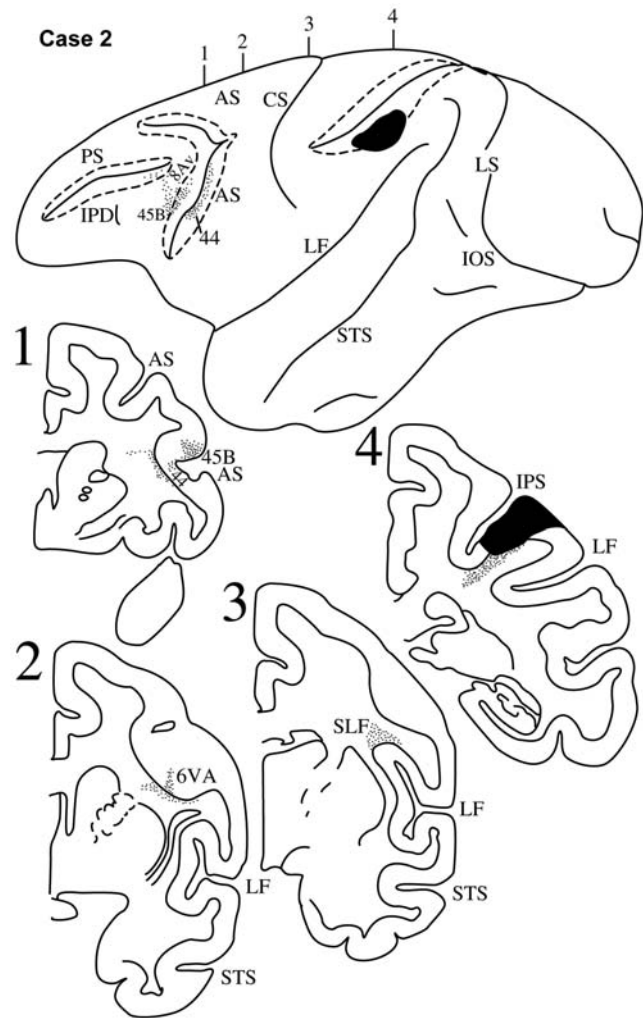 Case 2
1 2 3 4
AS CS
PS
8Av
LS
IPD
45B
AS
44
LF
IOS
STS
1
AS
45B
44
AS
4
IPS
LF
3
2
SLF
6VA
LF
LF
STS
STS